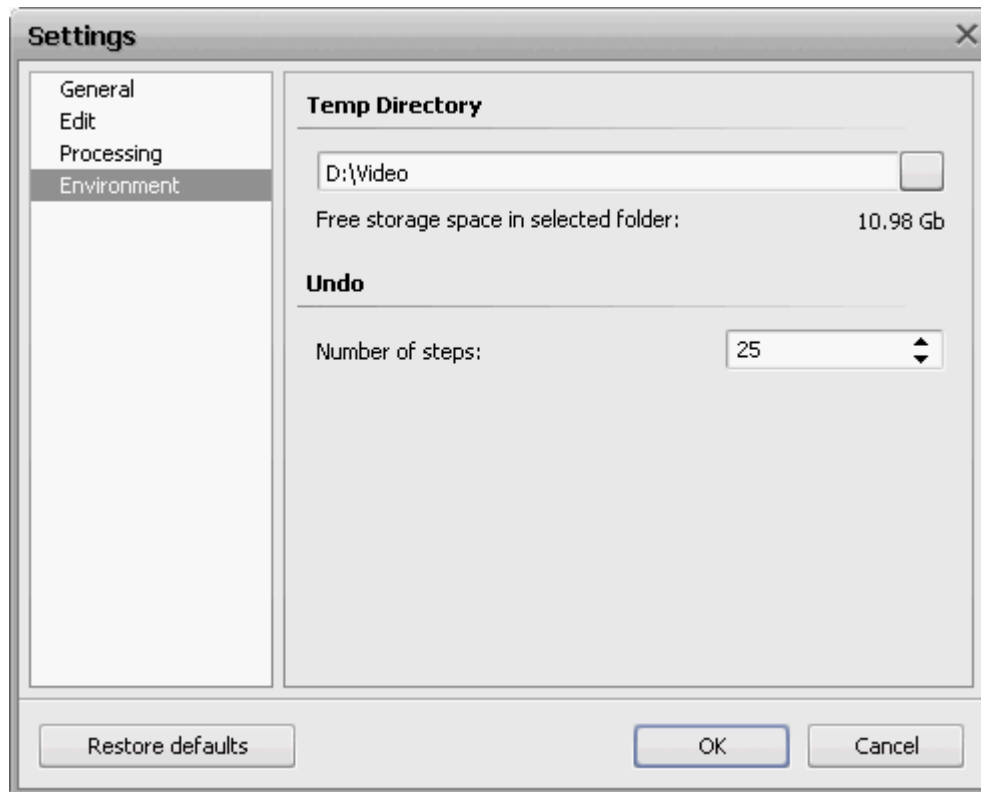 Settings
General
Edit
Processing
Environment
Temp Directory
D:\Video
Free storage space in selected folder: 10.98 Gb
Undo
Number of steps: 25
Restore defaults
OK
Cancel